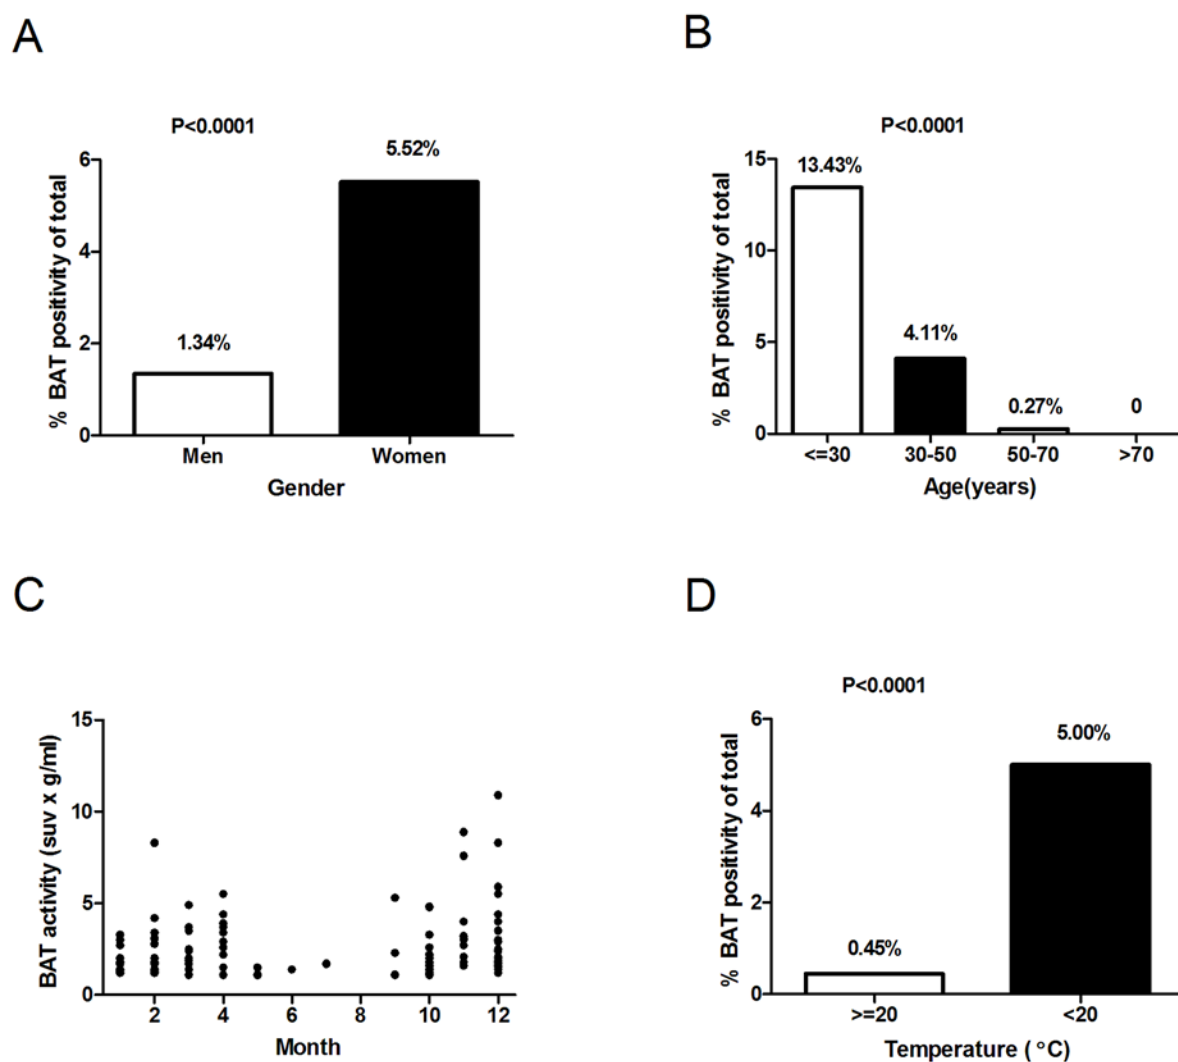 A
P<0.0001
5.52%
1.34%
6
4
2
0
% BAT positivity of total
Men Women
Gender
B
P<0.0001
13.43%
4.11%
0.27%
0
15
10
5
0
% BAT positivity of total
<=30 30-50 50-70 >70
Age(years)
C
15
10
5
0
BAT activity (suv x g/ml)
2 4 6 8 10 12
Month
D
P<0.0001
5.00%
0.45%
6
4
2
0
% BAT positivity of total
>=20 <20
Temperature ( °C)